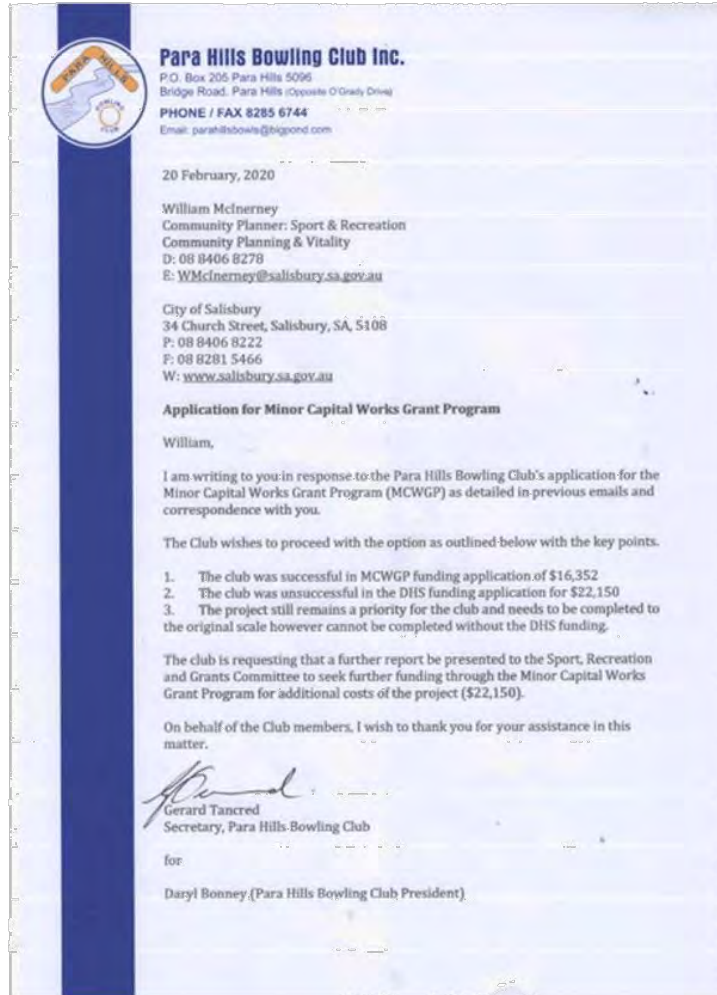 PARA HILLS
BOWLING
CLUB
Para Hills Bowling Club Inc.
P.O. Box 205 Para Hills 5096
Bridge Road, Para Hills (Opposite O'Grady Drive)
PHONE / FAX 8285 6744
Email: parahillsbowls@bigpond.com
20 February, 2020
William McInerney
Community Planner: Sport & Recreation
Community Planning & Vitality
D: 08 8406 8278
E: WMcInerney@salisbury.sa.gov.au
City of Salisbury
34 Church Street, Salisbury, SA, 5108
P: 08 8406 8222
F: 08 8281 5466
W: www.salisbury.sa.gov.au
Application for Minor Capital Works Grant Program
William,
I am writing to you in response to the Para Hills Bowling Club's application for the
Minor Capital Works Grant Program (MCWGP) as detailed in previous emails and
correspondence with you.
The Club wishes to proceed with the option as outlined below with the key points.
1. The club was successful in MCWGP funding application of $16,352
2. The club was unsuccessful in the DHS funding application for $22,150
3. The project still remains a priority for the club and needs to be completed to
the original scale however cannot be completed without the DHS funding.
The club is requesting that a further report be presented to the Sport, Recreation
and Grants Committee to seek further funding through the Minor Capital Works
Grant Program for additional costs of the project ($22,150).
On behalf of the Club members, I wish to thank you for your assistance in this
matter.
Gerard Tancred
Secretary, Para Hills Bowling Club
for
Daryl Bonney (Para Hills Bowling Club President)